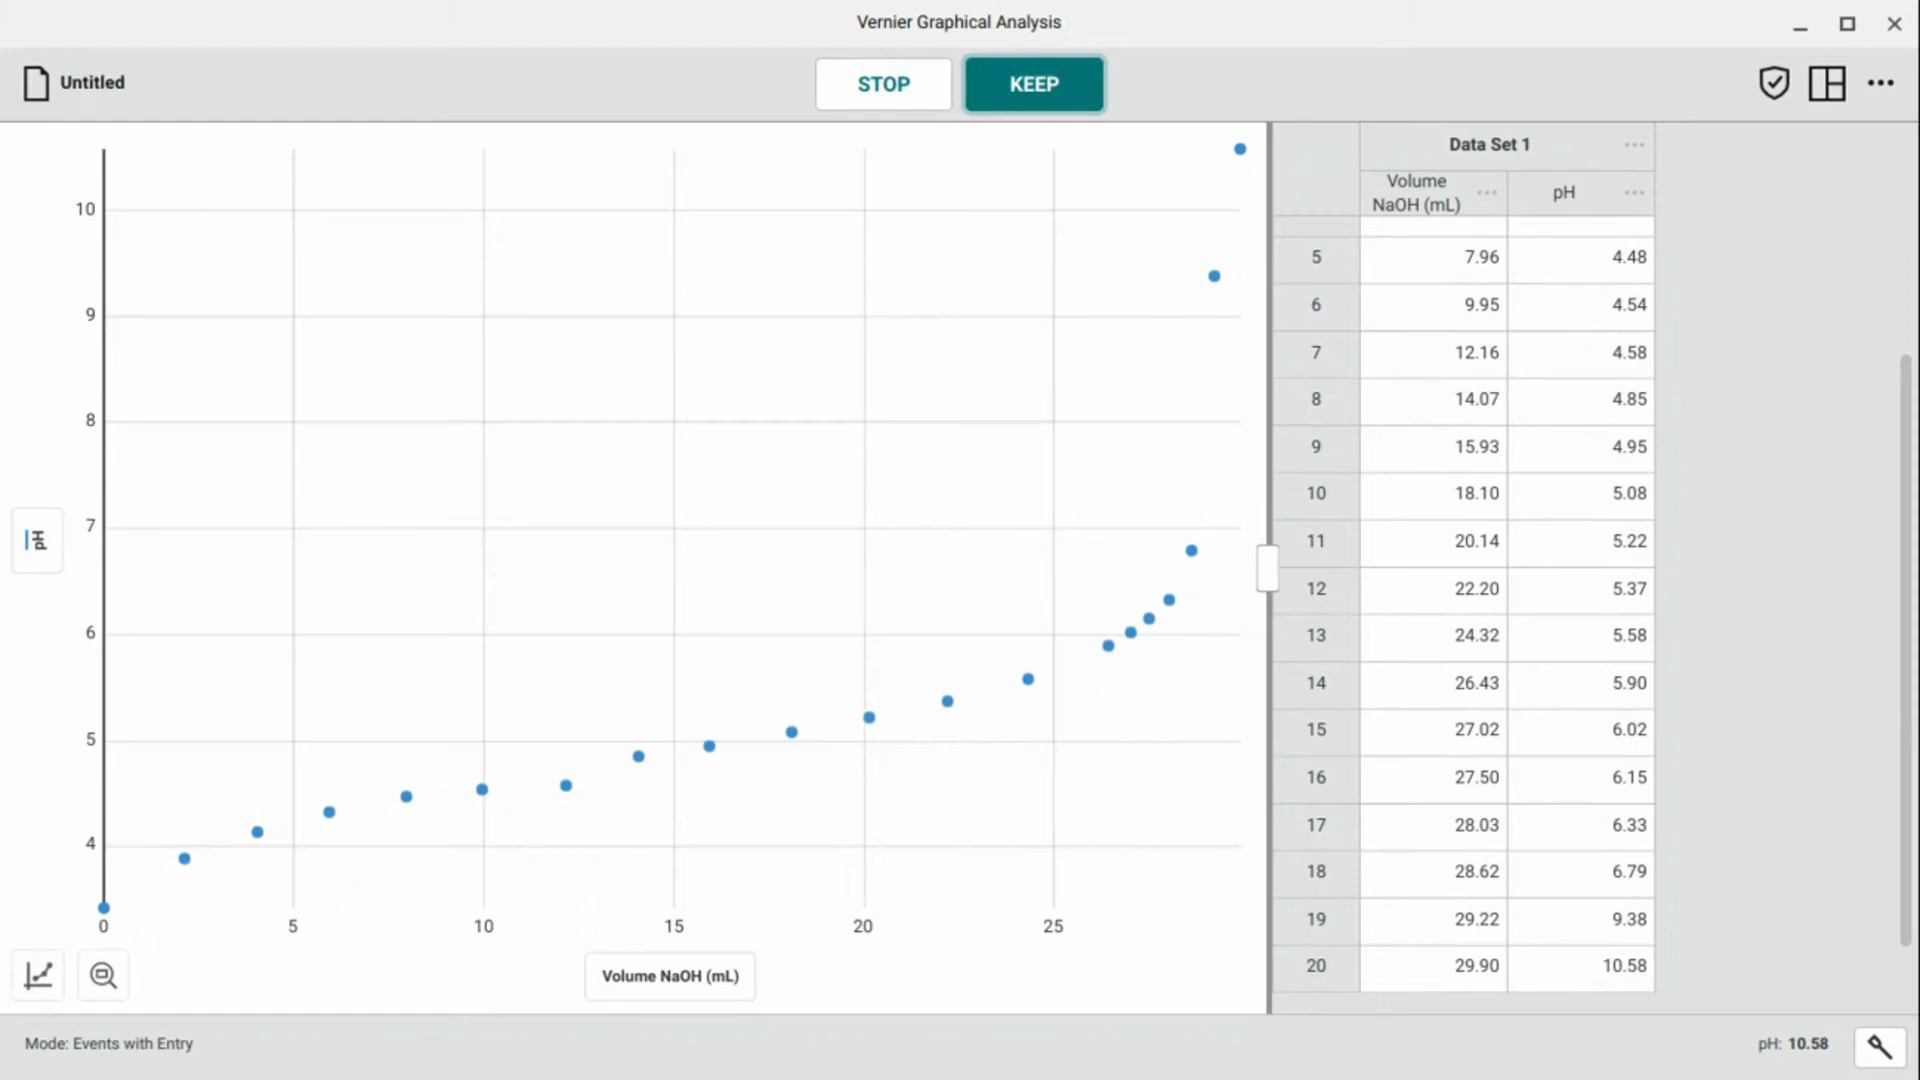 Vernier Graphical Analysis
Untitled
STOP
KEEP
10
9
8
7
6
5
4
pH
0
5
10
15
20
25
Volume NaOH (mL)
Data Set 1
Volume NaOH (mL)
pH
5 7.96 4.48
6 9.95 4.54
7 12.16 4.58
8 14.07 4.85
9 15.93 4.95
10 18.10 5.08
11 20.14 5.22
12 22.20 5.37
13 24.32 5.58
14 26.43 5.90
15 27.02 6.02
16 27.50 6.15
17 28.03 6.33
18 28.62 6.79
19 29.22 9.38
20 29.90 10.58
Mode: Events with Entry
pH: 10.58